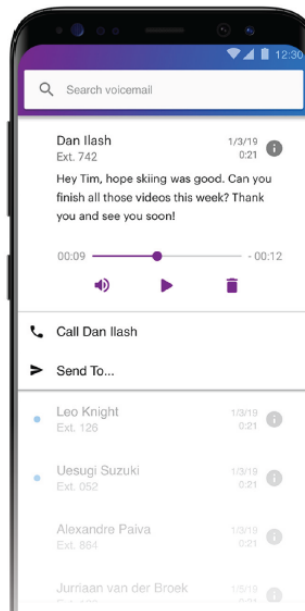 12:30
Search voicemail
Dan Ilash
1/3/19
Ext. 742
0:21
Hey Tim, hope skiing was good. Can you
finish all those videos this week? Thank
you and see you soon!
00:09
- 00:12
Call Dan Ilash
Send To...
Leo Knight
1/3/19
Ext. 126
0:21
Uesugi Suzuki
1/3/19
Ext. 052
0:21
Alexandre Paiva
1/3/19
Ext. 864
0:21
Jurriaan van der Broek
1/5/19